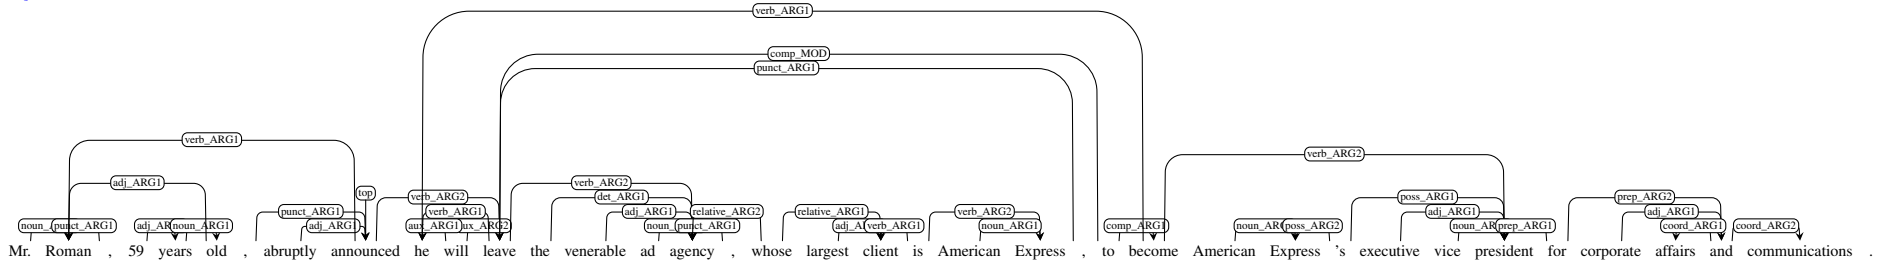 verb_ARG1
comp_MOD
punct_ARG1
verb_ARG1
verb_ARG2
adj_ARG1 verb_ARG2
top verb_ARG2 det_ARG1 poss_ARG1 prep_ARG2
punct_ARG1 verb_ARG1 adj_ARG1 relative_ARG2 relative_ARG1 verb_ARG2 adj_ARG1 adj_ARG1
punct_ARG1 noun_ARG1 adj_ARG1 aux_ARG1 punct_ARG1 verb_ARG1 noun_ARG1 comp_ARG1 poss_ARG2 prep_ARG1 coord_ARG1 coord_ARG2
Mr. Roman , 59 years old , abruptly announced he will leave the venerable ad agency , whose largest client is American Express , to become American Express 's executive vice president for corporate affairs and communications .